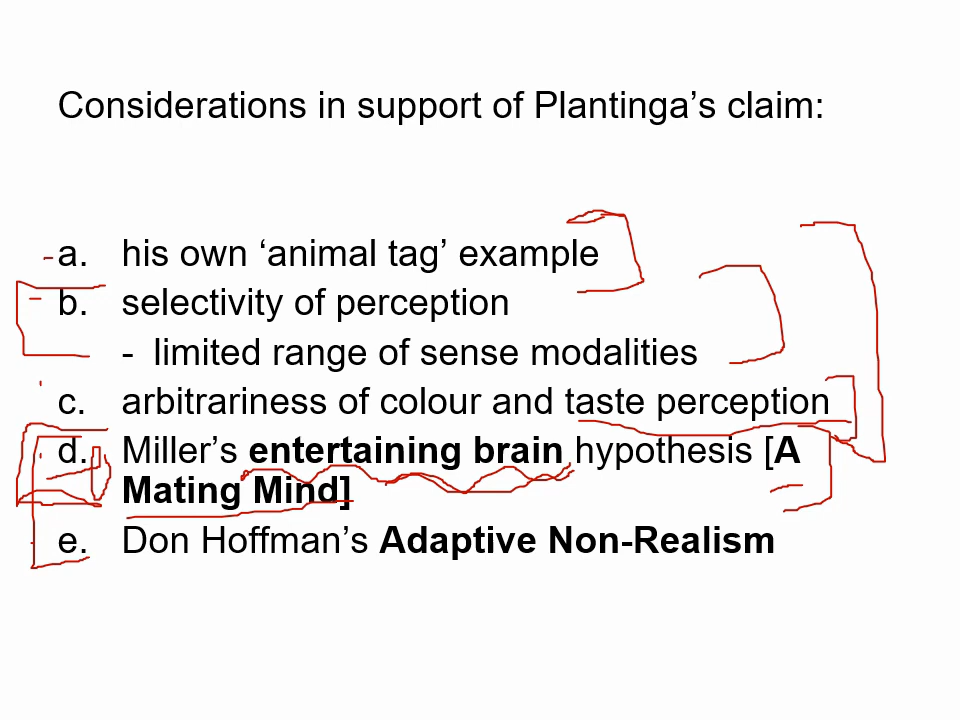 Considerations in support of Plantinga’s claim:
a. his own ‘animal tag’ example
b. selectivity of perception
- limited range of sense modalities
c. arbitrariness of colour and taste perception
d. Miller’s entertaining brain hypothesis [A
Mating Mind]
e. Don Hoffman’s Adaptive Non-Realism